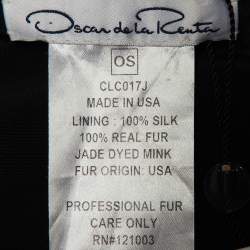 Oscar de la Renta
OS
CLC017J
MADE IN USA
LINING : 100% SILK
100% REAL FUR
JADE DYED MINK
FUR ORIGIN: USA
PROFESSIONAL FUR
CARE ONLY
RN#121003